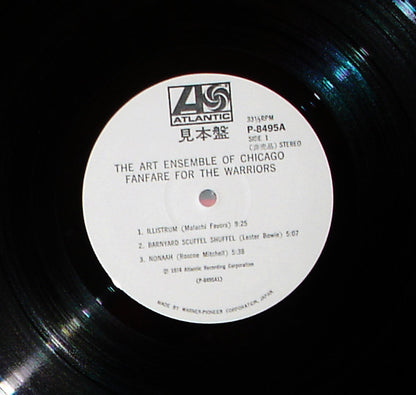 ATLANTIC
見本盤
33⅓RPM
P-8495A
SIDE 1
(非売品) STEREO
THE ART ENSEMBLE OF CHICAGO
FANFARE FOR THE WARRIORS
1. ILLISTRUM (Malachi Favors) 8:25
2. BARNYARD SCUFFEL SHUFFEL (Lester Bowie) 5:07
3. NONAAH (Roscoe Mitchell) 5:38
Ⓟ 1974 Atlantic Recording Corporation
(P-8495A1)
MADE BY WARNER-PIONEER CORPORATION, JAPAN